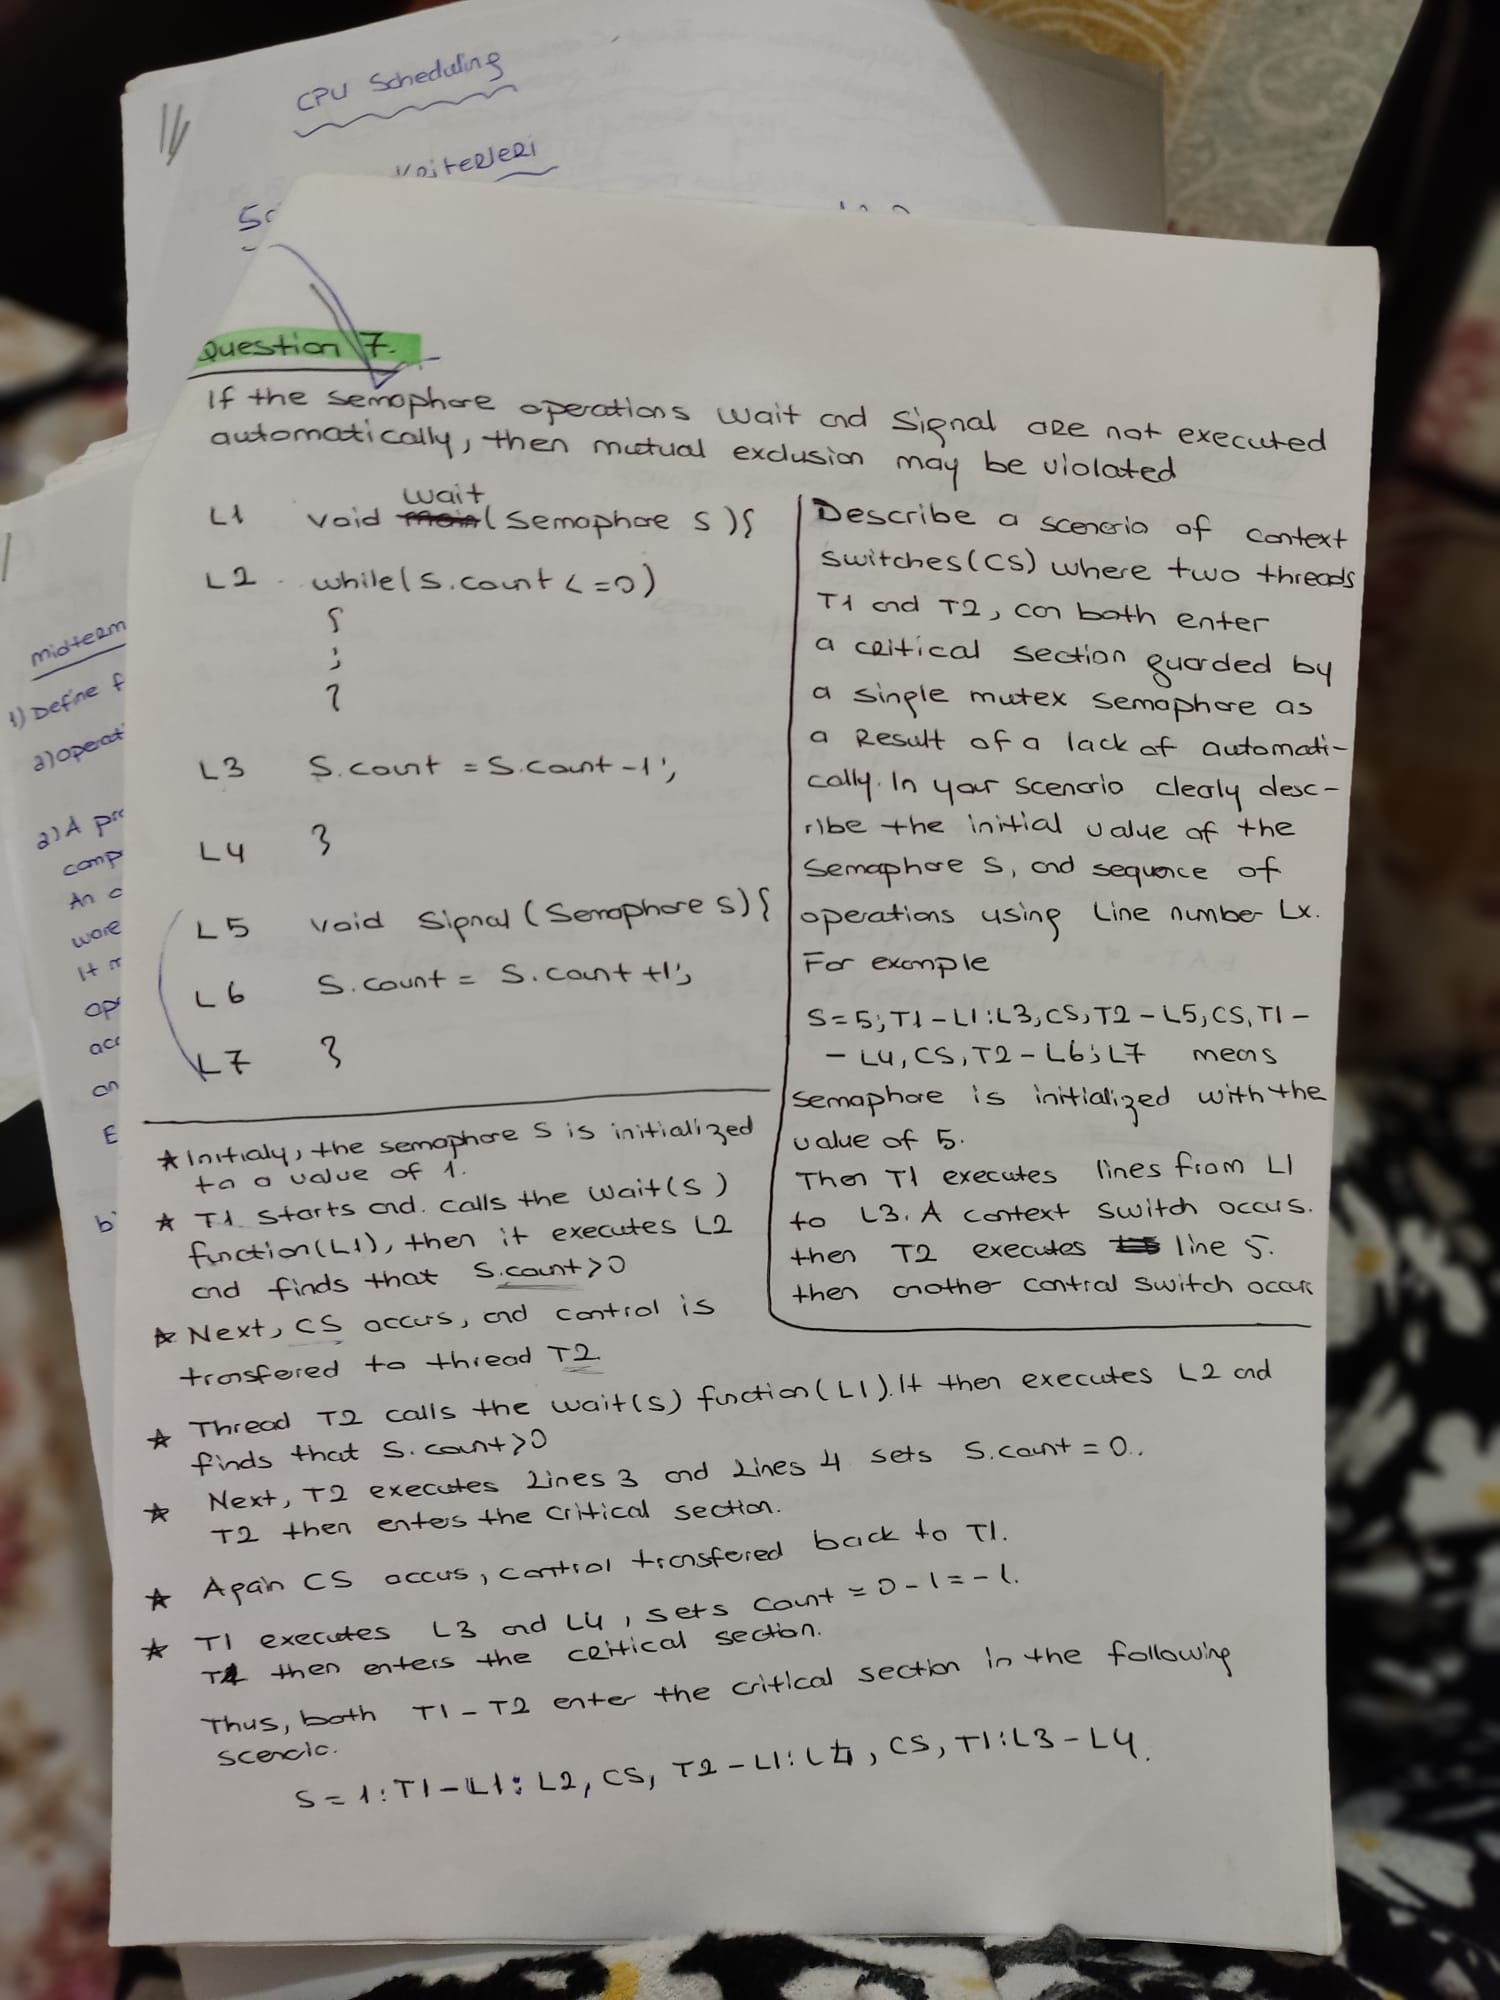 CPU Scheduling
KRİTERLERİ
midterm
1) Define f
2) operat
2) A pro
comp
An o
ware
It m
ope
acc
an
E
b
Question 7.
If the semaphore operations wait and Signal are not executed
automatically, then mutual exclusion may be violated
L1 void wait (Semaphore s){
L2 while(s.count <=0)
{
;
}
L3 S.count = S.count -1;
L4 }
L5 void Signal (Semaphore s){
L6 S.count = S.count +1;
L7 }
Describe a scenerio of context
switches(CS) where two threads
T1 and T2, can both enter
a critical section guarded by
a single mutex semaphore as
a Result of a lack of automati-
cally. In your scenario clearly desc-
ribe the initial value of the
Semaphore S, and sequence of
operations using Line number Lx.
For example
S=5; T1-L1:L3, CS, T2-L5, CS, T1-
-L4, CS, T2-L6;L7 means
Semaphore is initialized with the
value of 5.
Then T1 executes lines from L1
to L3. A context switch occurs.
then T2 executes line 5.
then another control switch occurs
* Initialy, the semaphore S is initialized
to a value of 1.
* T1 starts and. calls the wait(s)
function(L1), then it executes L2
and finds that s.count>0
* Next, CS occurs, and control is
transfered to thread T2.
* Thread T2 calls the wait(s) function(L1). It then executes L2 and
finds that s.count>0
* Next, T2 executes Lines 3 and Lines 4 sets S.count = 0.
T2 then enters the critical section.
* Again CS occus, control transfered back to T1.
* T1 executes L3 and L4, sets count = 0-1=-1.
T1 then enters the critical section.
Thus, both T1-T2 enter the critical section in the following
scenario.
S=1: T1-L1: L2, CS, T2-L1: L4, CS, T1:L3-L4.